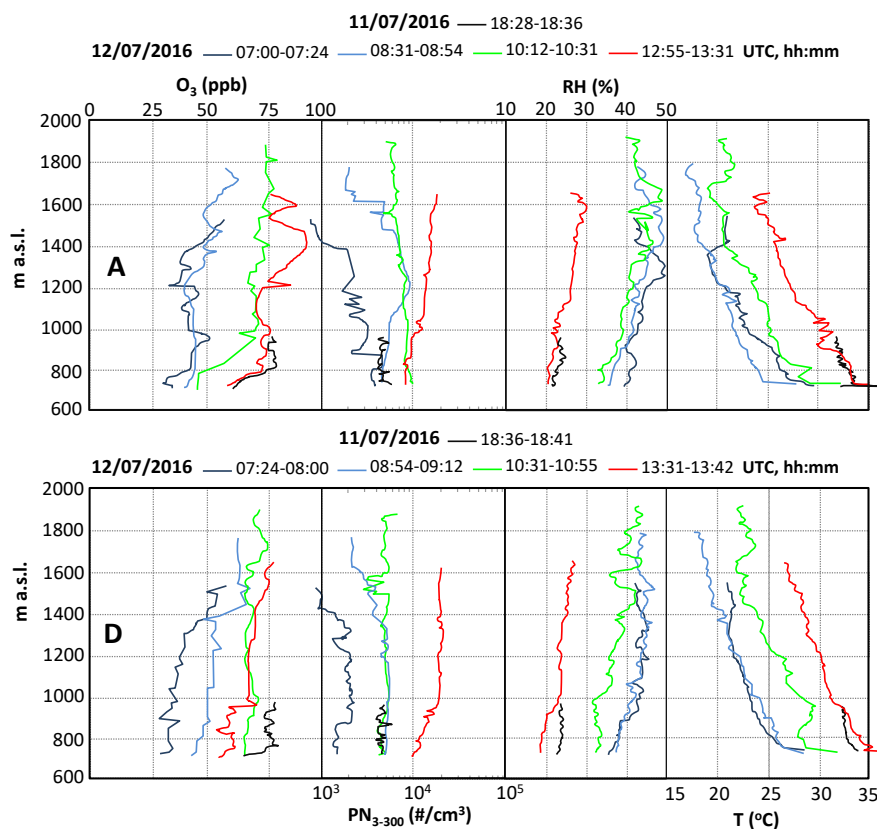 11/07/2016 18:28-18:36
12/07/2016 07:00-07:24 08:31-08:54 10:12-10:31 12:55-13:31 UTC, hh:mm
O3 (ppb) RH (%)
0 25 50 75 100 10 20 30 40 50
2000
1800
1600
1400
1200
1000
800
600
m a.s.l.
A
11/07/2016 18:36-18:41
12/07/2016 07:24-08:00 08:54-09:12 10:31-10:55 13:31-13:42 UTC, hh:mm
2000
1800
1600
1400
1200
1000
800
600
m a.s.l.
D
10³ 10⁴ 10⁵ 15 20 25 30 35
PN3-300 (#/cm³) T (ºC)